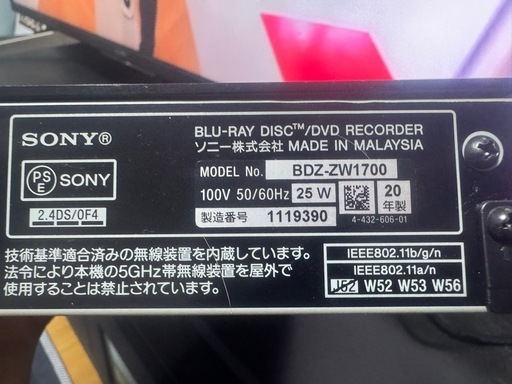 SONY®
BLU-RAY DISC™/DVD RECORDER
ソニー株式会社 MADE IN MALAYSIA
MODEL No. BDZ-ZW1700
PS
E SONY
100V 50/60Hz 25 W
20
年製
2.4DS/OF4
製造番号 1119390
4-432-606-01
技術基準適合済みの無線装置を内蔵しています。
法令により本機の5GHz帯無線装置を屋外で
使用することは禁止されています。
IEEE802.11b/g/n
IEEE802.11a/n
J52 W52 W53 W56